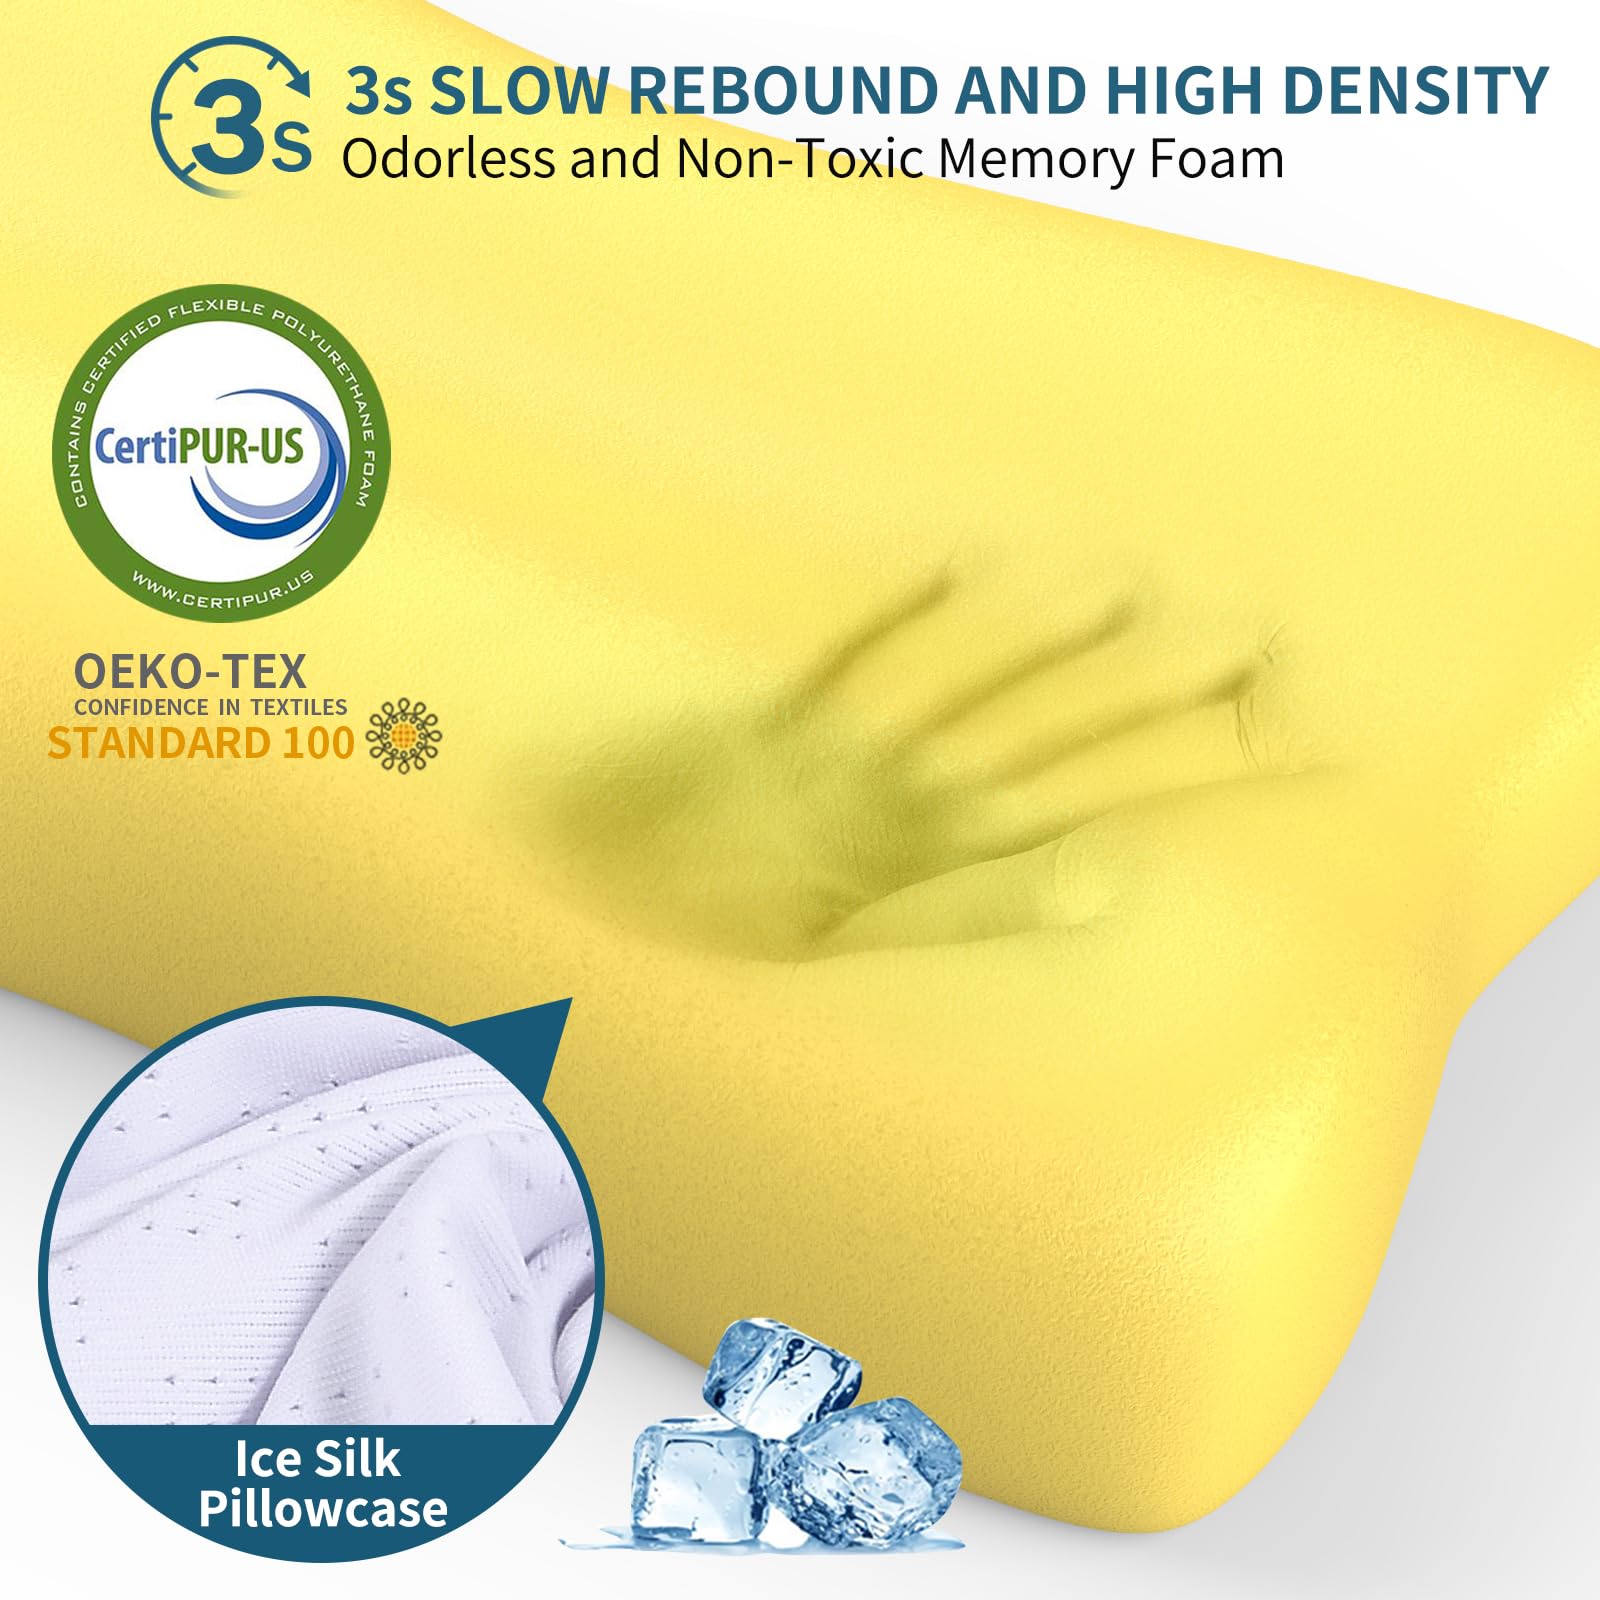 3s
3s SLOW REBOUND AND HIGH DENSITY
Odorless and Non-Toxic Memory Foam
CONTAINS CERTIFIED FLEXIBLE POLYURETHANE FOAM
CertiPUR-US
WWW.CERTIPUR.US
OEKO-TEX
CONFIDENCE IN TEXTILES
STANDARD 100
Ice Silk
Pillowcase